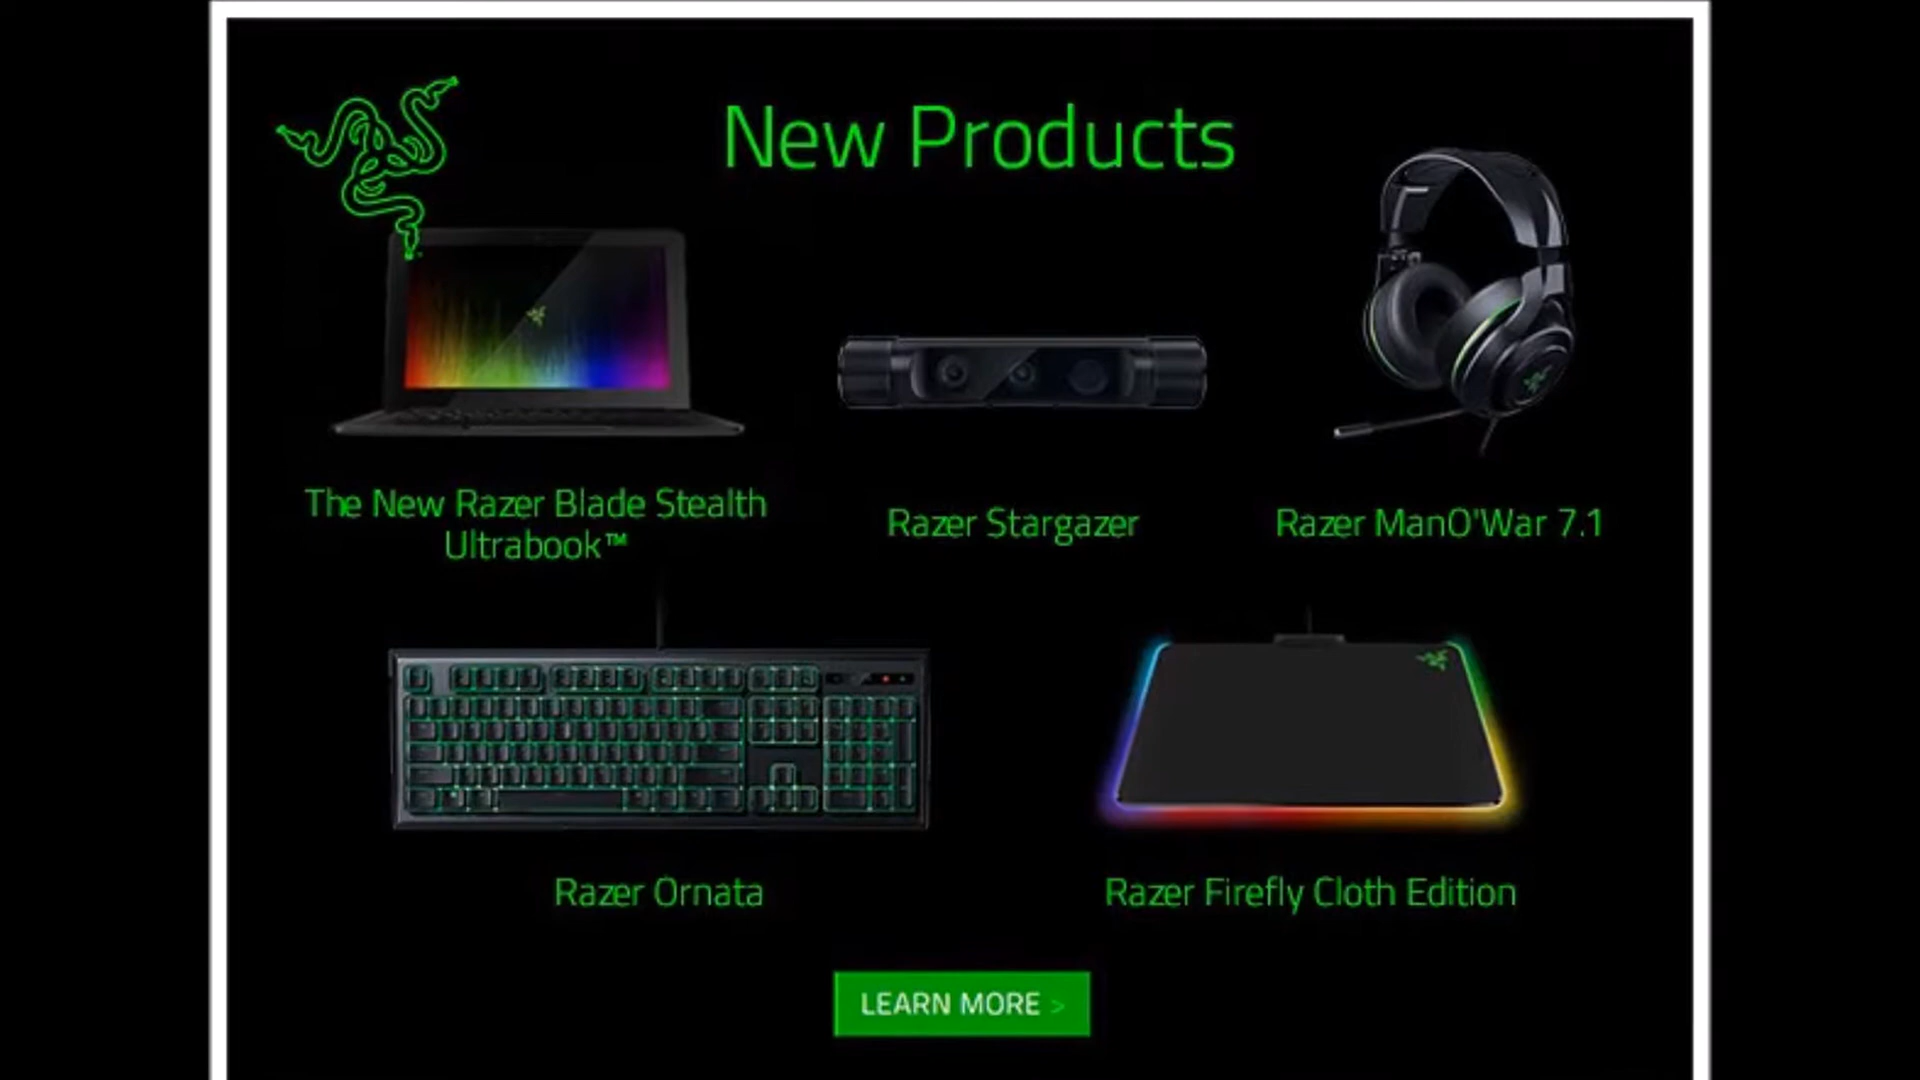 New Products
The New Razer Blade Stealth
Ultrabook™
Razer Stargazer
Razer ManO'War 7.1
Razer Ornata
Razer Firefly Cloth Edition
LEARN MORE >